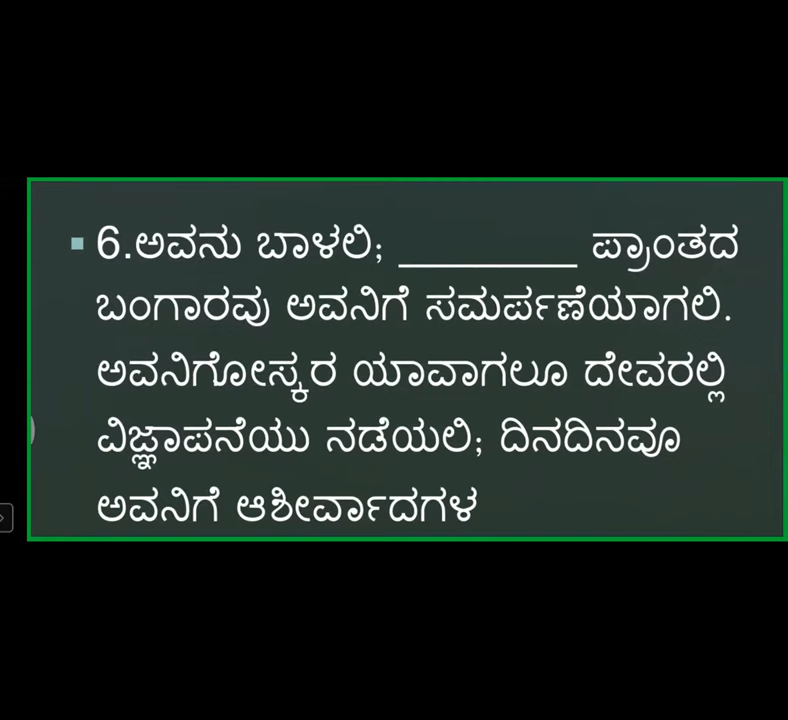 6.ಅವನು ಬಾಳಲಿ; _________ ಪ್ರಾಂತದ
ಬಂಗಾರವು ಅವನಿಗೆ ಸಮರ್ಪಣೆಯಾಗಲಿ.
ಅವನಿಗೋಸ್ಕರ ಯಾವಾಗಲೂ ದೇವರಲ್ಲಿ
ವಿಜ್ಞಾಪನೆಯು ನಡೆಯಲಿ; ದಿನದಿನವೂ
ಅವನಿಗೆ ಆಶೀರ್ವಾದಗಳ